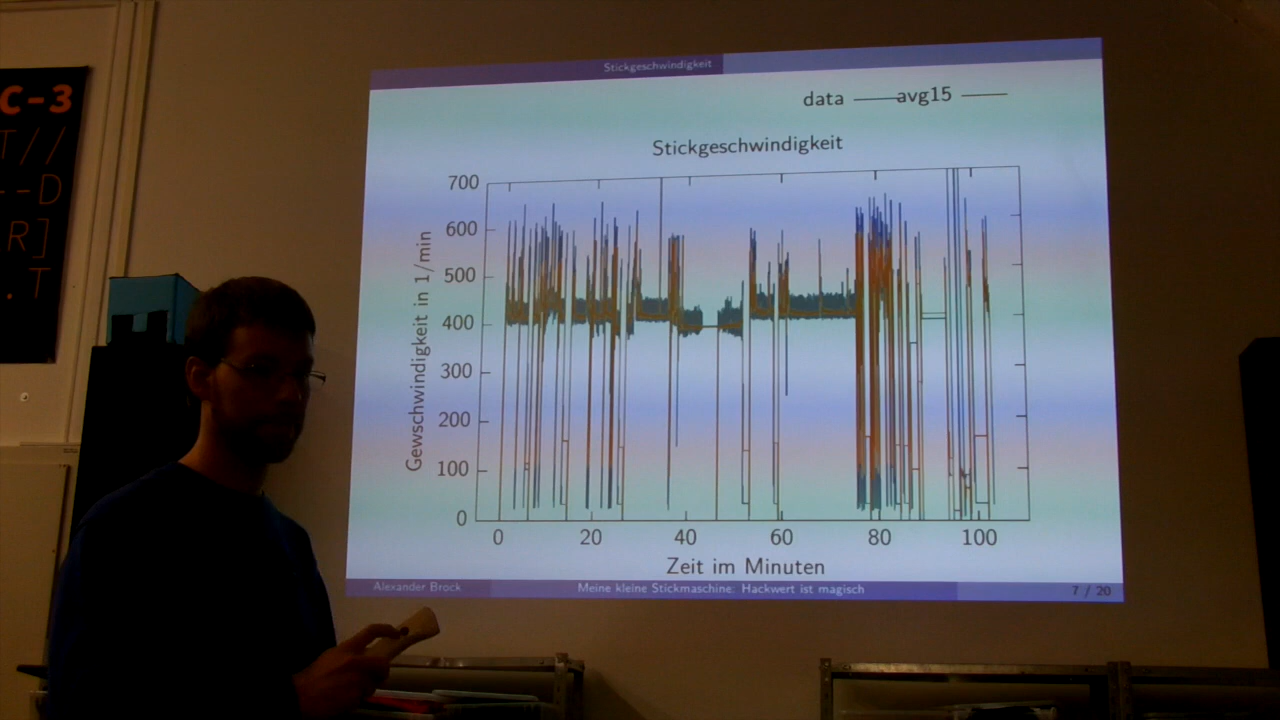 C-3
T//
--D
R]
.T
Stickgeschwindigkeit
data avg15
Stickgeschwindigkeit
Gewschwindigkeit in 1/min
700
600
500
400
300
200
100
0
0 20 40 60 80 100
Zeit im Minuten
Alexander Brock Meine kleine Stickmaschine: Hackwert ist magisch 7 / 20